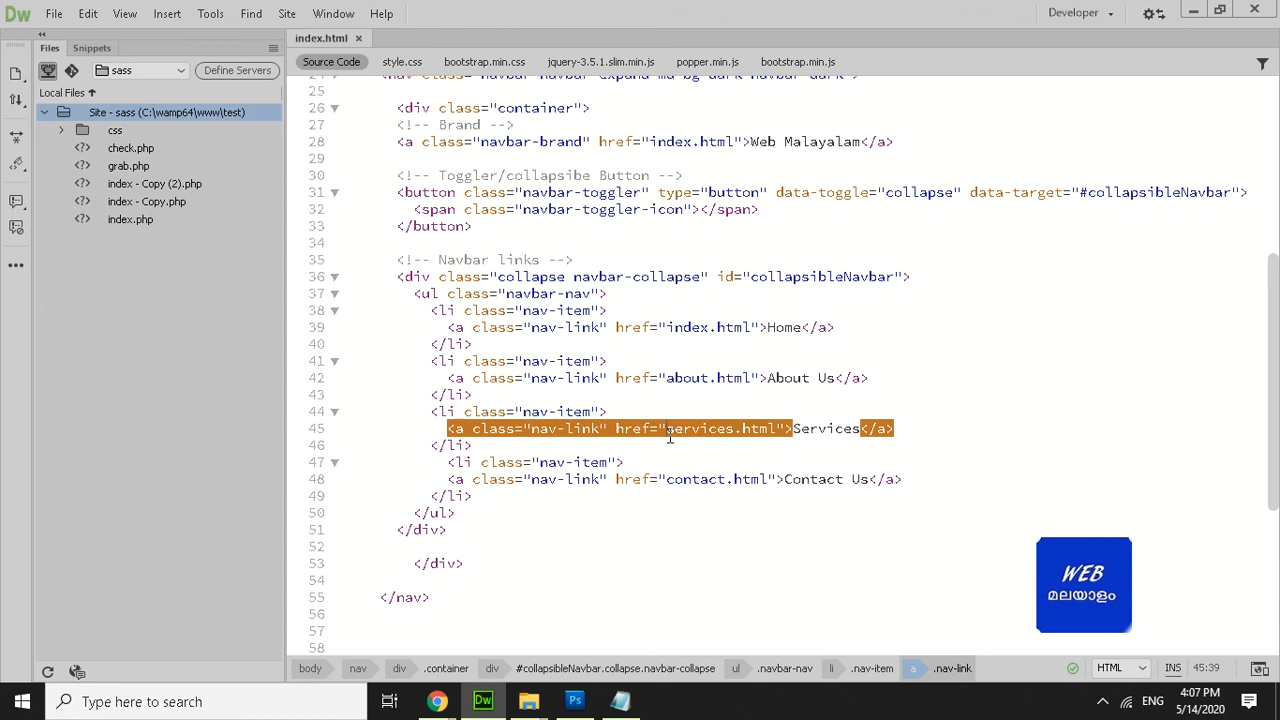 Dw File Edit View Insert Tools Find Site Window Help Developer
Files Snippets
index.html
sass Define Servers
Source Code style.css bootstrap.min.css jquery-3.5.1.slim.min.js popper.min.js bootstrap.min.js
Local Files
Site - sass (C:\wamp64\www\test)
css
check.php
grab.php
index - Copy (2).php
index - Copy.php
index.php
25
26 <div class="container">
27 <!-- Brand -->
28 <a class="navbar-brand" href="index.html">Web Malayalam</a>
29
30 <!-- Toggler/collapsibe Button -->
31 <button class="navbar-toggler" type="button" data-toggle="collapse" data-target="#collapsibleNavbar">
32 <span class="navbar-toggler-icon"></span>
33 </button>
34
35 <!-- Navbar links -->
36 <div class="collapse navbar-collapse" id="collapsibleNavbar">
37 <ul class="navbar-nav">
38 <li class="nav-item">
39 <a class="nav-link" href="index.html">Home</a>
40 </li>
41 <li class="nav-item">
42 <a class="nav-link" href="about.html">About Us</a>
43 </li>
44 <li class="nav-item">
45 <a class="nav-link" href="services.html">Services</a>
46 </li>
47 <li class="nav-item">
48 <a class="nav-link" href="contact.html">Contact Us</a>
49 </li>
50 </ul>
51 </div>
52
53 </div>
54
55 </nav>
56
57
58
WEB
മലയാളം
body nav div .container div #collapsibleNavbar.collapse.navbar-collapse ul .navbar-nav li .nav-item a .nav-link HTML INS 45:39
Type here to search
Dw Ps ENG
4:07 PM
5/14/2020